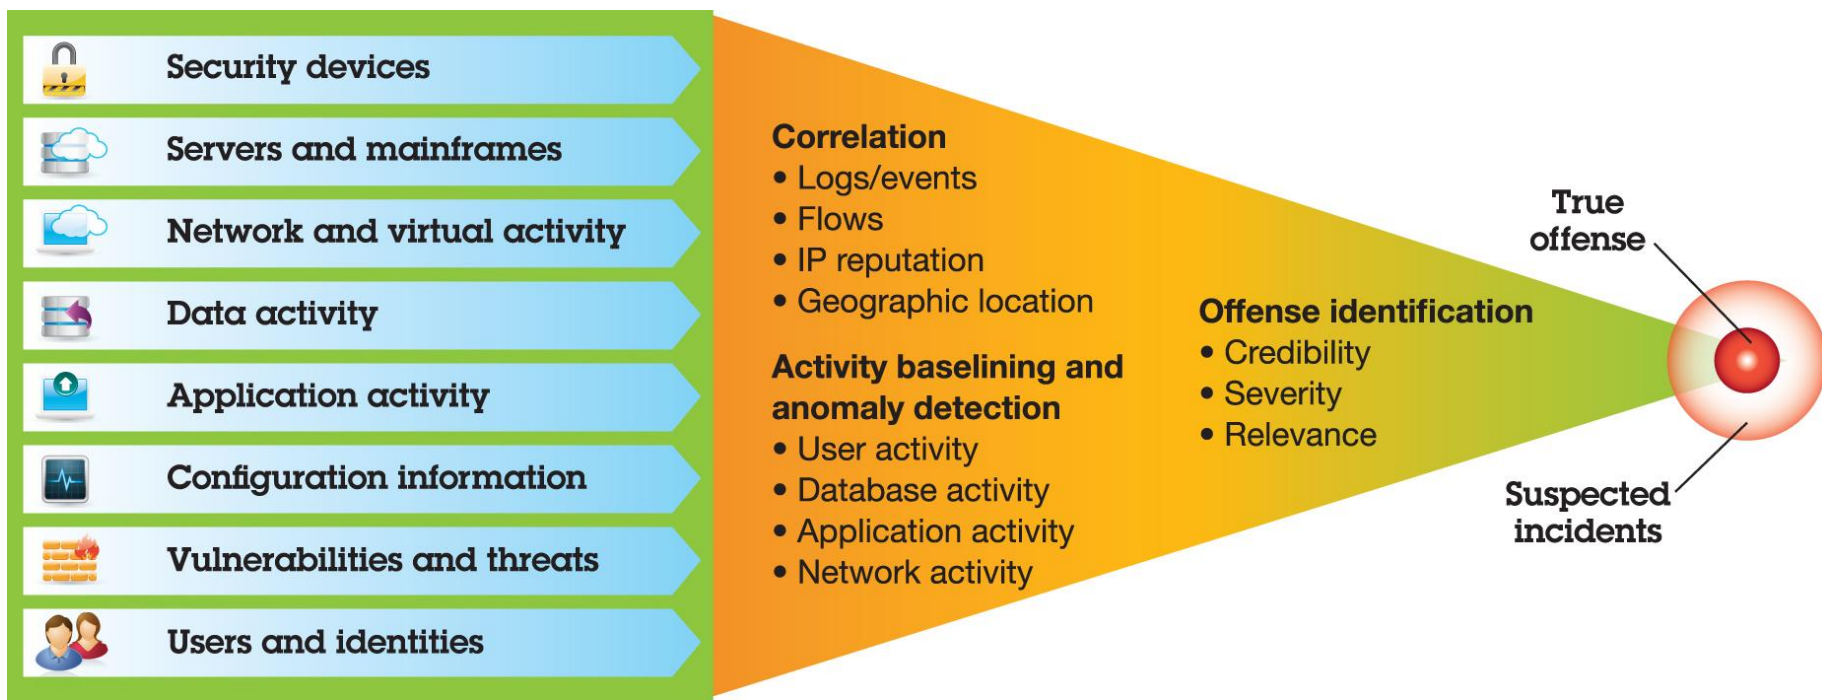 Security devices
Servers and mainframes
Network and virtual activity
Data activity
Application activity
Configuration information
Vulnerabilities and threats
Users and identities
Correlation
• Logs/events
• Flows
• IP reputation
• Geographic location
Activity baselining and
anomaly detection
• User activity
• Database activity
• Application activity
• Network activity
Offense identification
• Credibility
• Severity
• Relevance
True
offense
Suspected
incidents